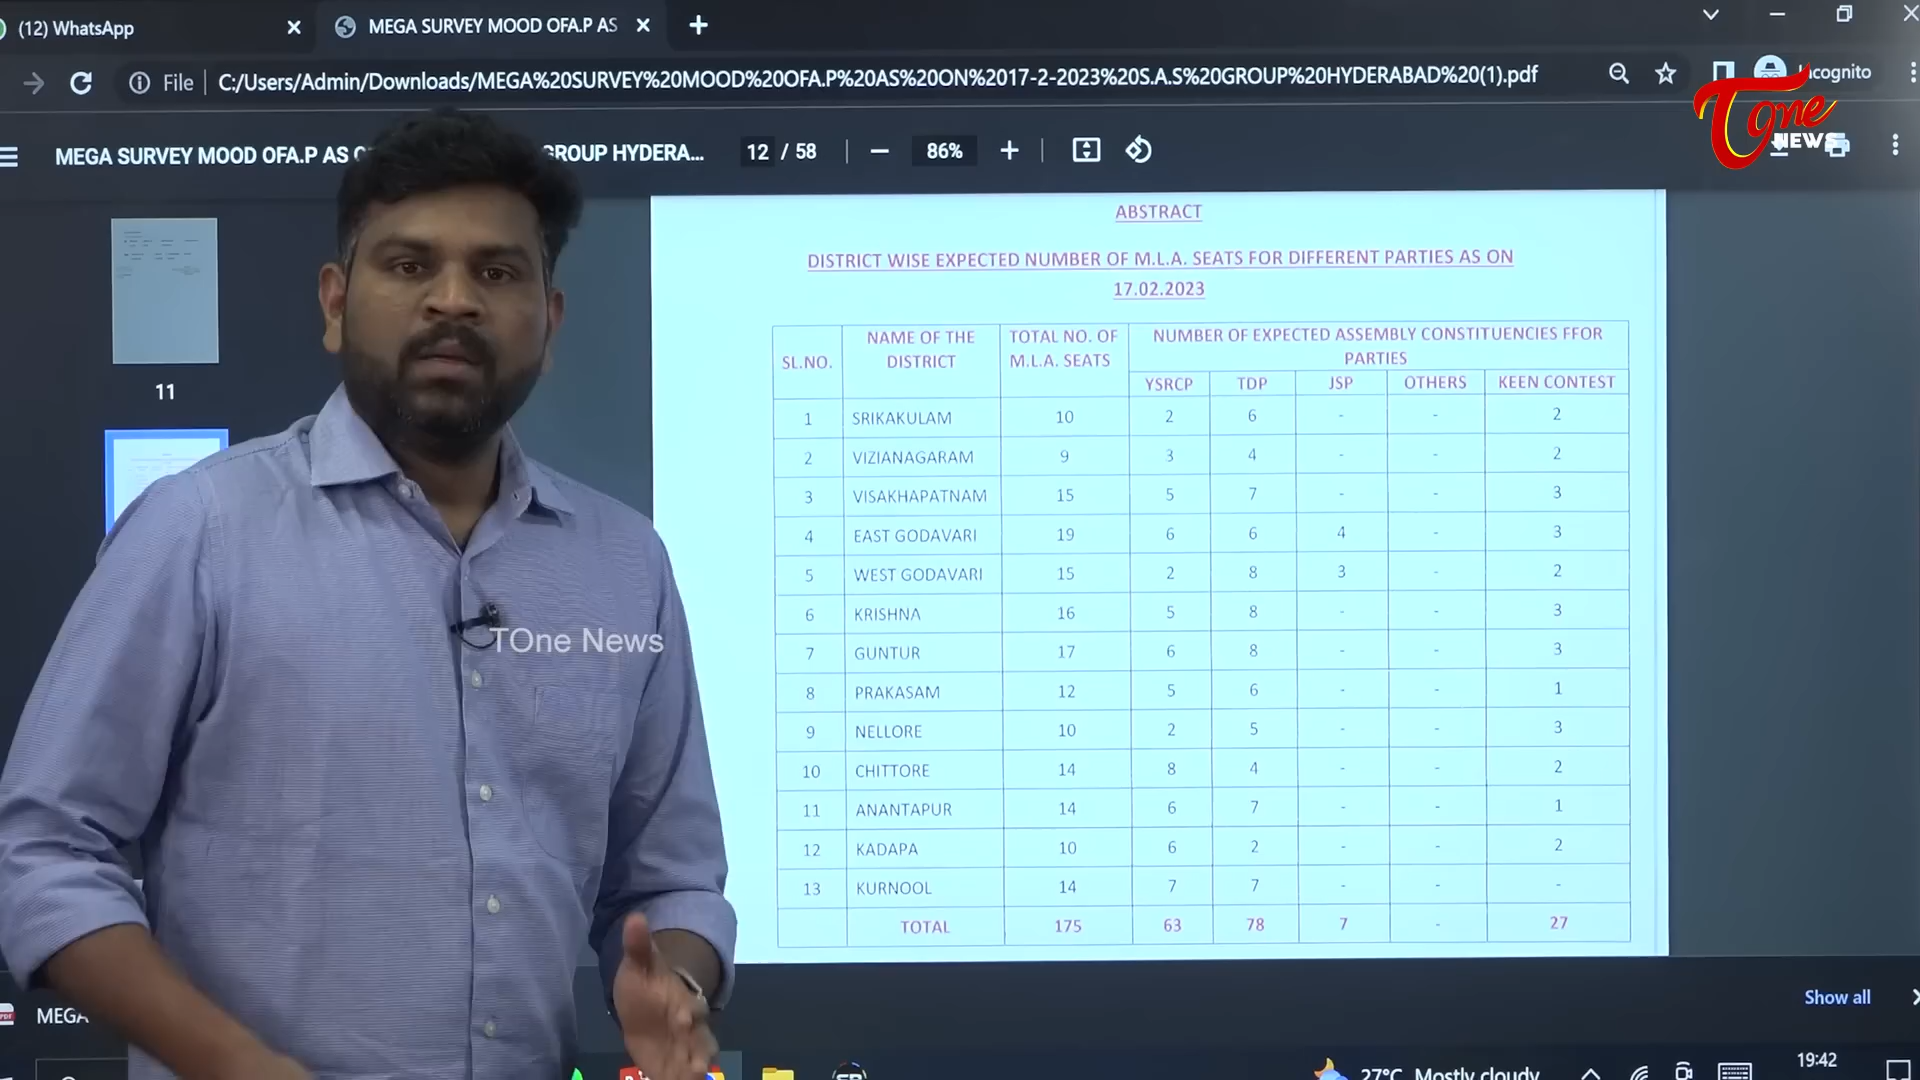 (12) WhatsApp
MEGA SURVEY MOOD OFA.P AS
File
C:/Users/Admin/Downloads/MEGA%20SURVEY%20MOOD%20OFA.P%20AS%20ON%2017-2-2023%20S.A.S%20GROUP%20HYDERABAD%20(1).pdf
Incognito
Tone
NEWS
MEGA SURVEY MOOD OFA.P AS
GROUP HYDERA...
12 / 58
86%
11
ABSTRACT
DISTRICT WISE EXPECTED NUMBER OF M.L.A. SEATS FOR DIFFERENT PARTIES AS ON
17.02.2023
SL.NO. NAME OF THE DISTRICT TOTAL NO. OF M.L.A. SEATS NUMBER OF EXPECTED ASSEMBLY CONSTITUENCIES FFOR PARTIES
YSRCP TDP JSP OTHERS KEEN CONTEST
1 SRIKAKULAM 10 2 6 - - 2
2 VIZIANAGARAM 9 3 4 - - 2
3 VISAKHAPATNAM 15 5 7 - - 3
4 EAST GODAVARI 19 6 6 4 - 3
5 WEST GODAVARI 15 2 8 3 - 2
6 KRISHNA 16 5 8 - - 3
7 GUNTUR 17 6 8 - - 3
8 PRAKASAM 12 5 6 - - 1
9 NELLORE 10 2 5 - - 3
10 CHITTORE 14 8 4 - - 2
11 ANANTAPUR 14 6 7 - - 1
12 KADAPA 10 6 2 - - 2
13 KURNOOL 14 7 7 - - -
TOTAL 175 63 78 7 - 27
TOne News
MEGA
Show all
27°C Mostly cloudy
19:42